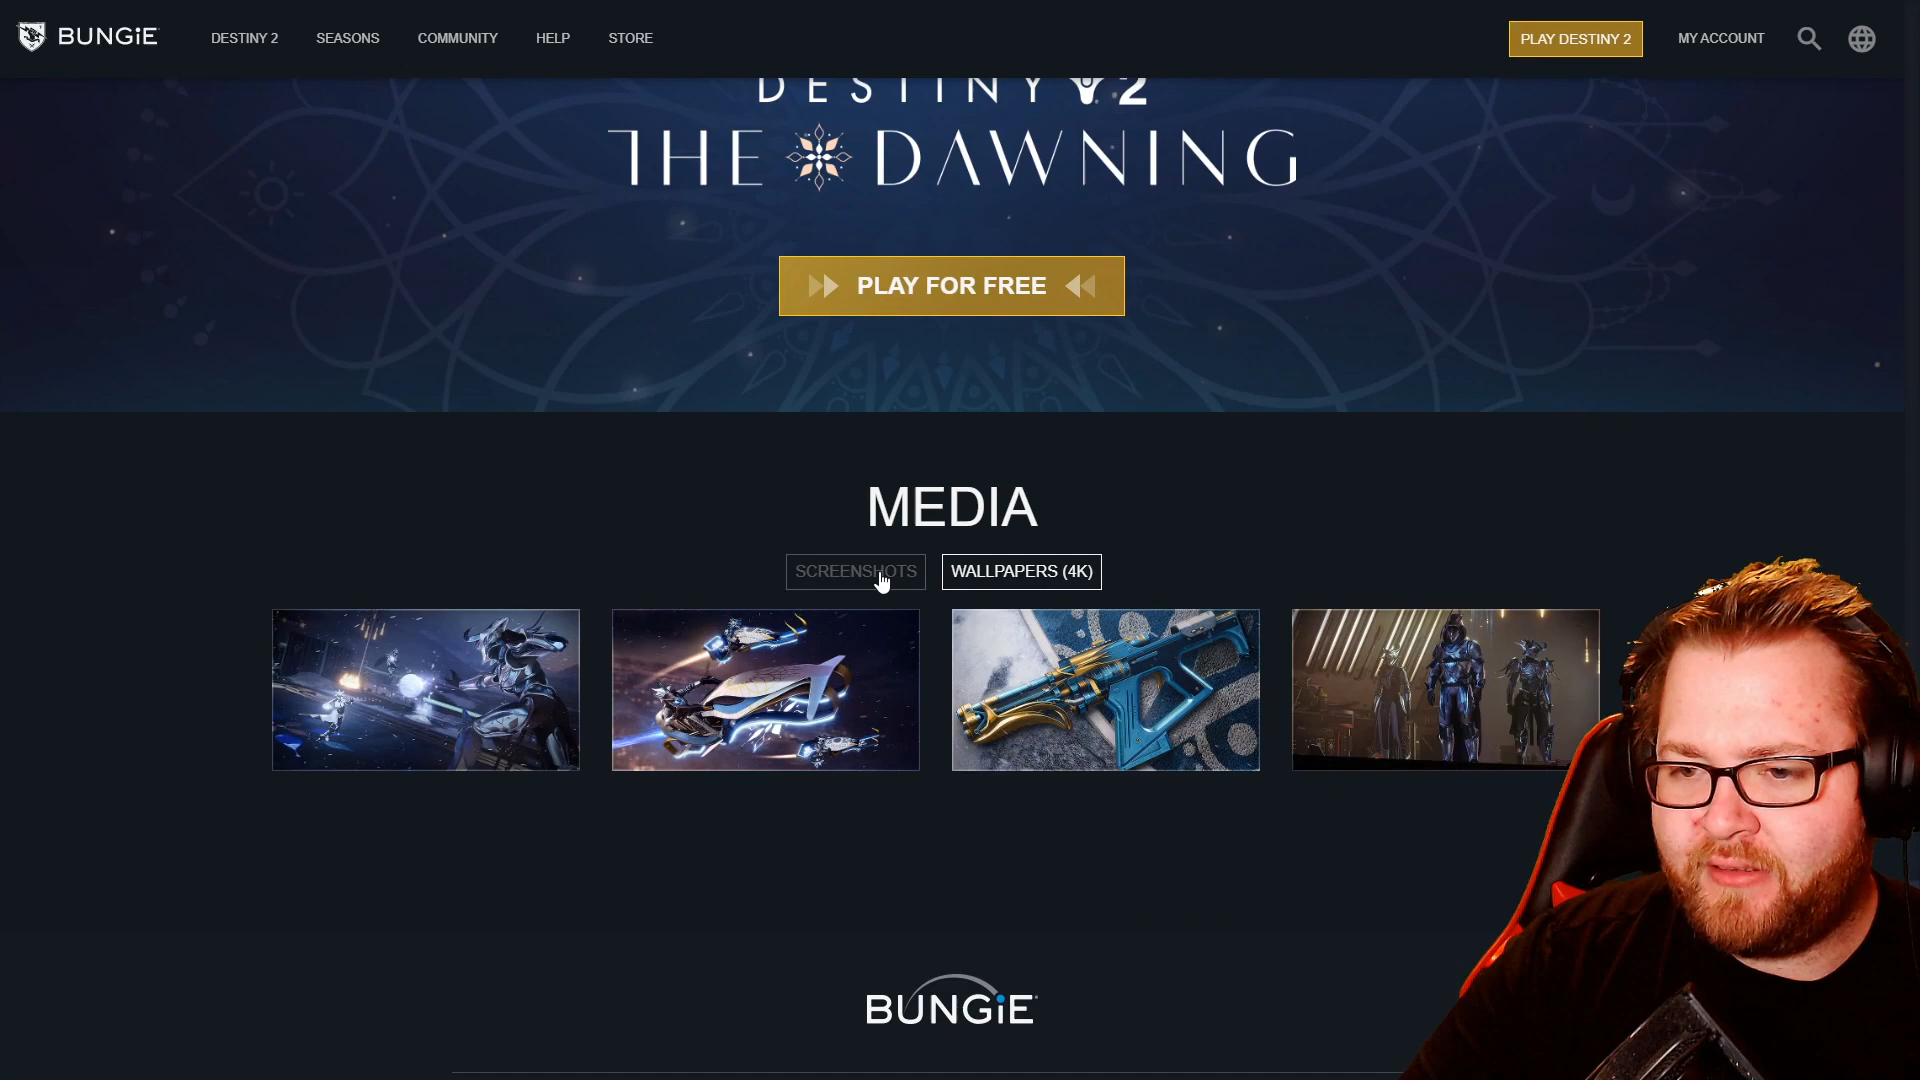 BUNGiE
DESTINY 2
SEASONS
COMMUNITY
HELP
STORE
PLAY DESTINY 2
MY ACCOUNT
DESTINY 2
THE DAWNING
PLAY FOR FREE
MEDIA
SCREENSHOTS
WALLPAPERS (4K)
BUNGiE